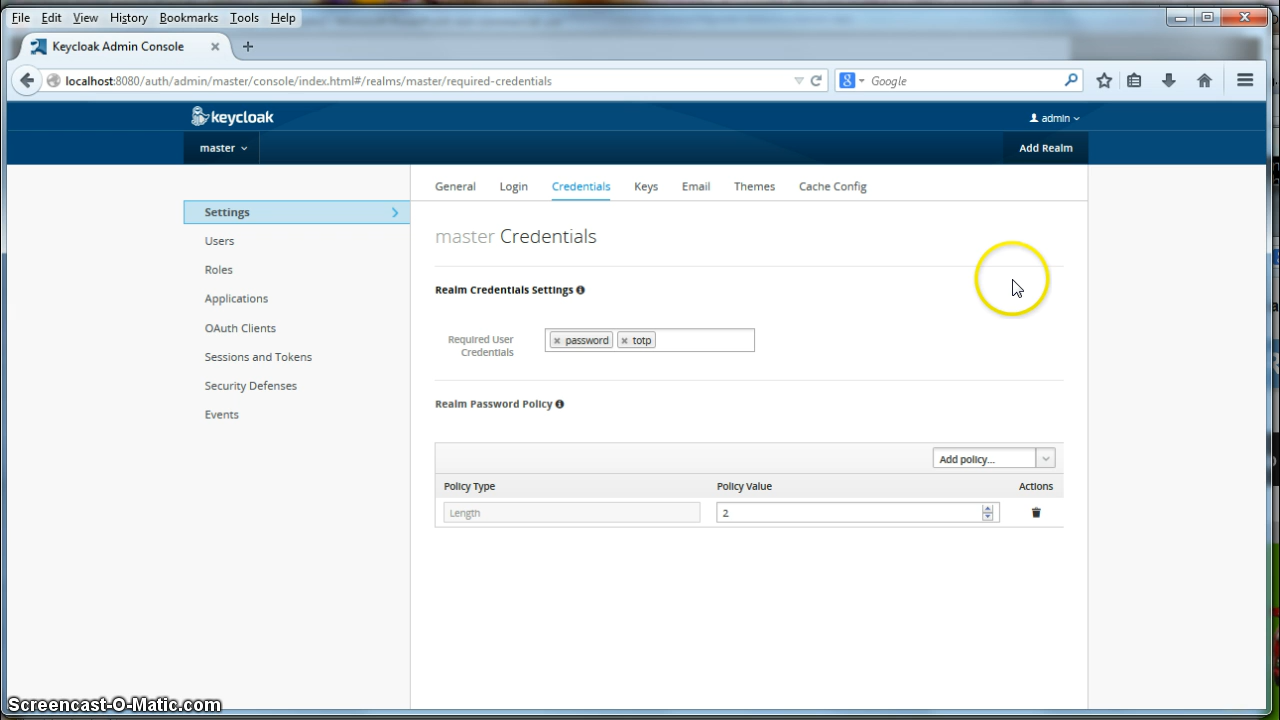 File Edit View History Bookmarks Tools Help
Keycloak Admin Console
localhost:8080/auth/admin/master/console/index.html#/realms/master/required-credentials
Google
keycloak
admin
master
Add Realm
General Login Credentials Keys Email Themes Cache Config
Settings
Users
Roles
Applications
OAuth Clients
Sessions and Tokens
Security Defenses
Events
master Credentials
Realm Credentials Settings
Required User
Credentials
password totp
Realm Password Policy
Add policy...
Policy Type Policy Value Actions
Length 2
Screencast-O-Matic.com